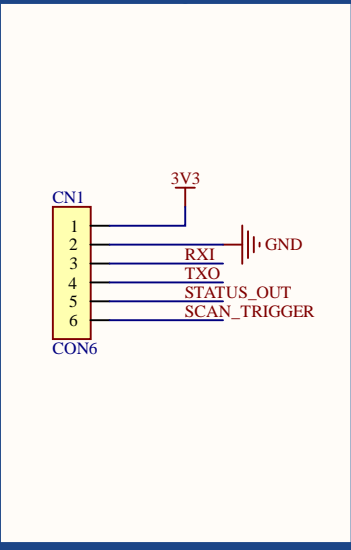 3V3
CN1
1
2 GND
3 RXI
4 TXO
5 STATUS_OUT
6 SCAN_TRIGGER
CON6